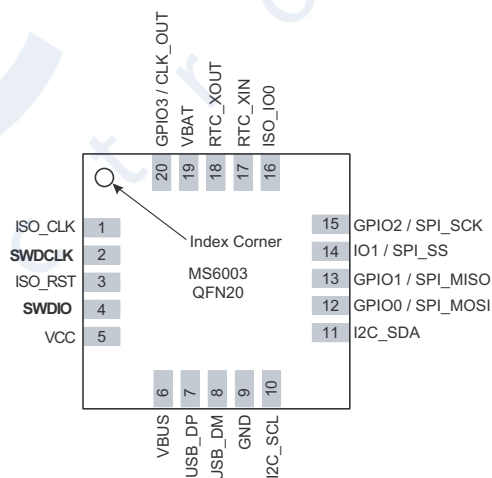 GPIO3 / CLK_OUT
VBAT
RTC_XOUT
RTC_XIN
ISO_IO0
20
19
18
17
16
ISO_CLK 1
SWDCLK 2
ISO_RST 3
SWDIO 4
VCC 5
Index Corner
MS6003
QFN20
15 GPIO2 / SPI_SCK
14 IO1 / SPI_SS
13 GPIO1 / SPI_MISO
12 GPIO0 / SPI_MOSI
11 I2C_SDA
6
7
8
9
10
VBUS
USB_DP
USB_DM
GND
I2C_SCL